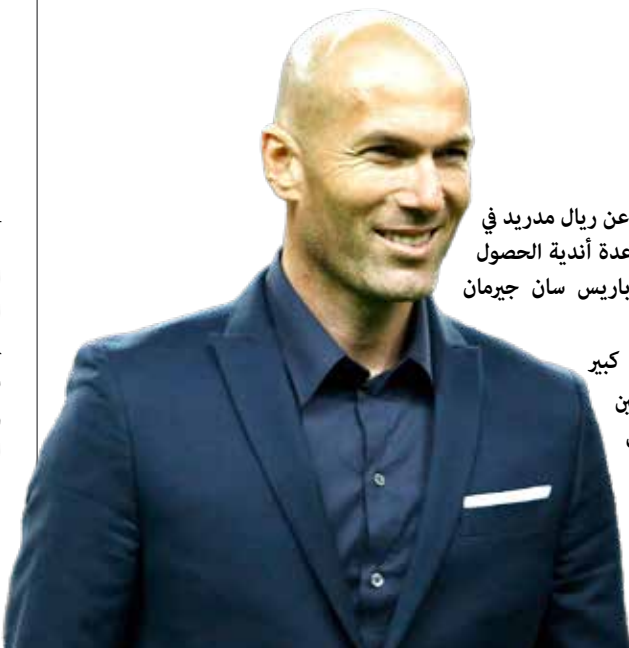 عن ريال مدريد في
عدة أندية الحصول
باريس سان جيرمان
كبير